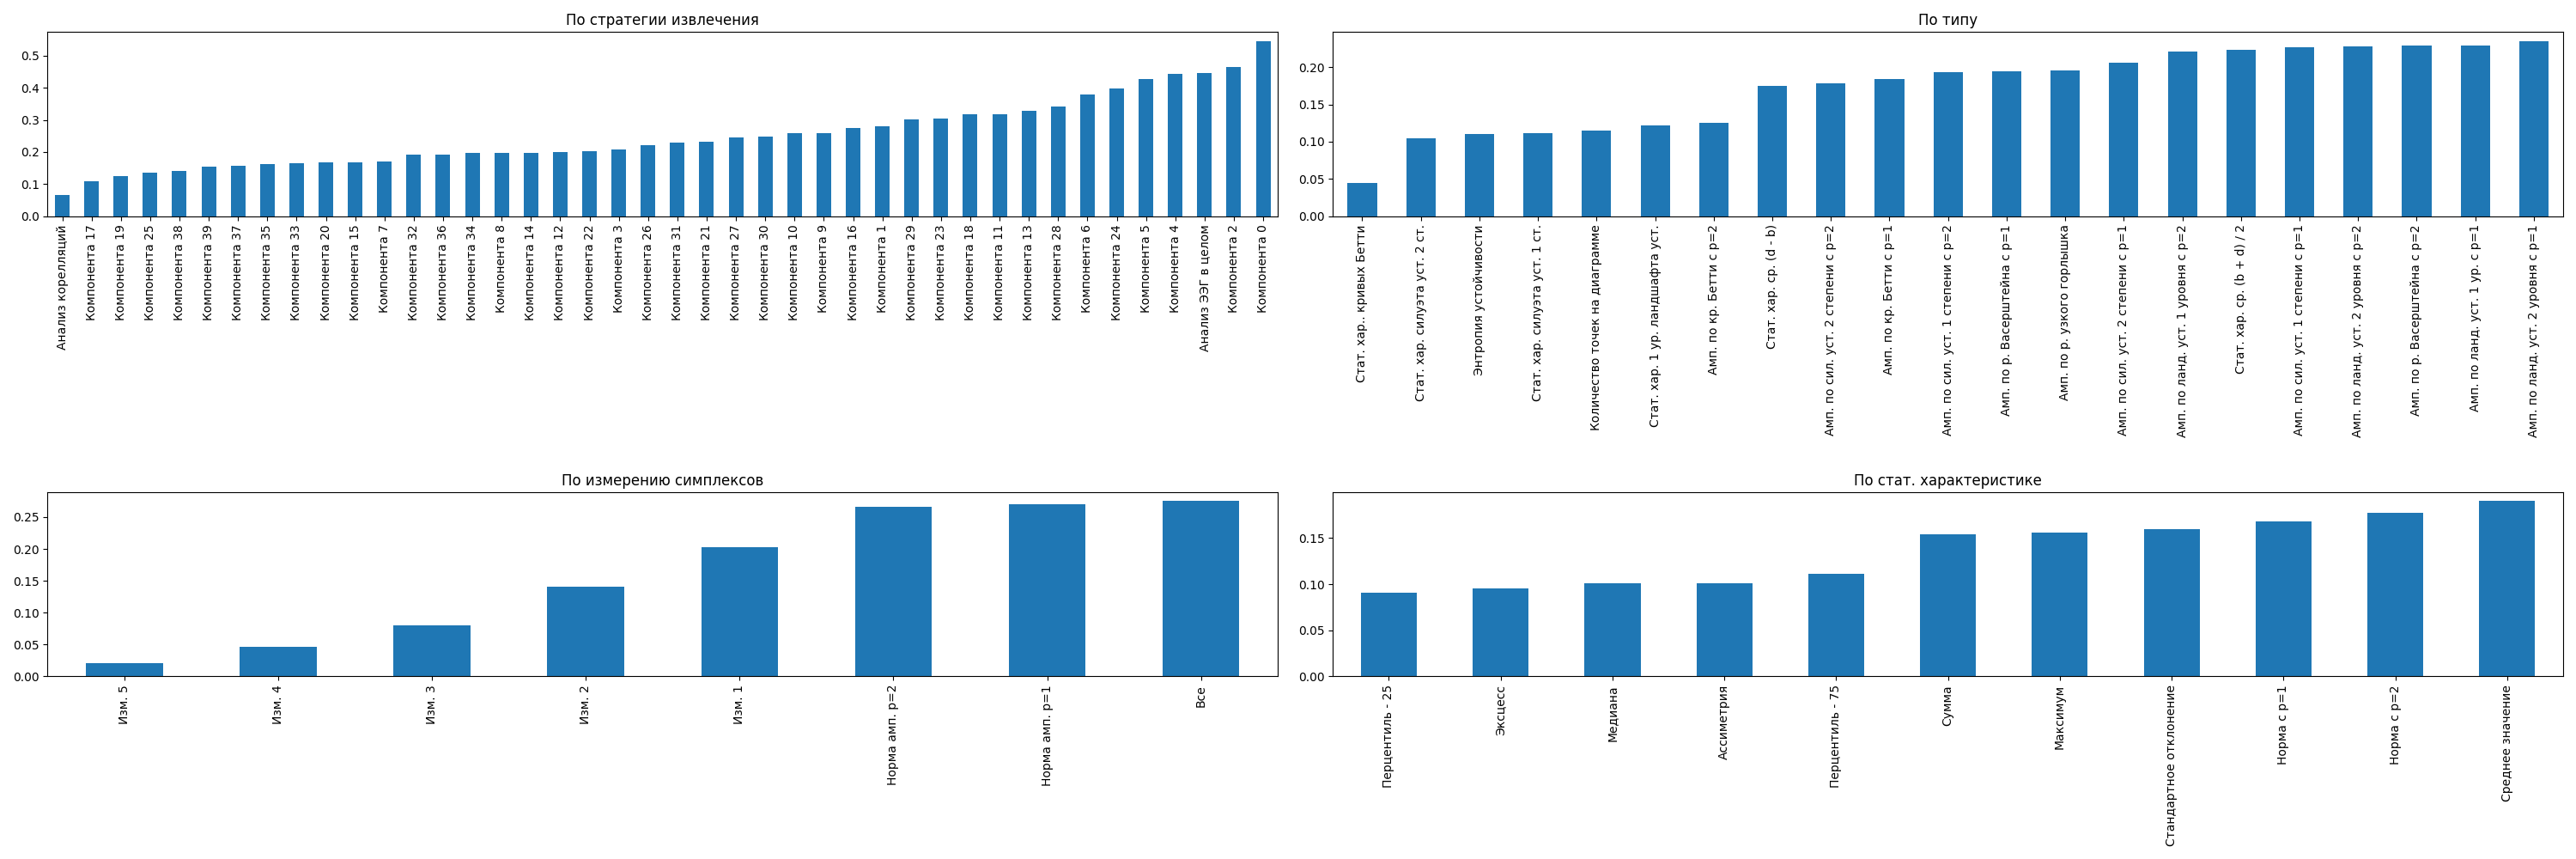 По стратегии извлечения
0.5
0.4
0.3
0.2
0.1
0.0
Анализ корелляций
Компонента 17
Компонента 19
Компонента 25
Компонента 38
Компонента 39
Компонента 37
Компонента 35
Компонента 33
Компонента 20
Компонента 15
Компонента 7
Компонента 32
Компонента 36
Компонента 34
Компонента 8
Компонента 14
Компонента 12
Компонента 22
Компонента 3
Компонента 26
Компонента 31
Компонента 21
Компонента 27
Компонента 30
Компонента 10
Компонента 9
Компонента 16
Компонента 1
Компонента 29
Компонента 23
Компонента 18
Компонента 11
Компонента 13
Компонента 28
Компонента 6
Компонента 24
Компонента 5
Компонента 4
Анализ ЭЭГ в целом
Компонента 2
Компонента 0
По типу
0.20
0.15
0.10
0.05
0.00
Стат. хар.. кривых Бетти
Стат. хар. силуэта уст. 2 ст.
Энтропия устойчивости
Стат. хар. силуэта уст. 1 ст.
Количество точек на диаграмме
Стат. хар. 1 ур. ландшафта уст.
Амп. по кр. Бетти с p=2
Стат. хар. ср. (d - b)
Амп. по сил. уст. 2 степени с p=2
Амп. по кр. Бетти с p=1
Амп. по сил. уст. 1 степени с p=2
Амп. по р. Васерштейна с p=1
Амп. по р. узкого горлышка
Амп. по сил. уст. 2 степени с p=1
Амп. по ланд. уст. 1 уровня с p=2
Стат. хар. ср. (b + d) / 2
Амп. по сил. уст. 1 степени с p=1
Амп. по ланд. уст. 2 уровня с p=2
Амп. по р. Васерштейна с p=2
Амп. по ланд. уст. 1 ур. с p=1
Амп. по ланд. уст. 2 уровня с p=1
По измерению симплексов
0.25
0.20
0.15
0.10
0.05
0.00
Изм. 5
Изм. 4
Изм. 3
Изм. 2
Изм. 1
Норма амп. p=2
Норма амп. p=1
Все
По стат. характеристике
0.15
0.10
0.05
0.00
Перцентиль - 25
Эксцесс
Медиана
Ассиметрия
Перцентиль - 75
Сумма
Максимум
Стандартное отклонение
Норма с p=1
Норма с p=2
Среднее значение